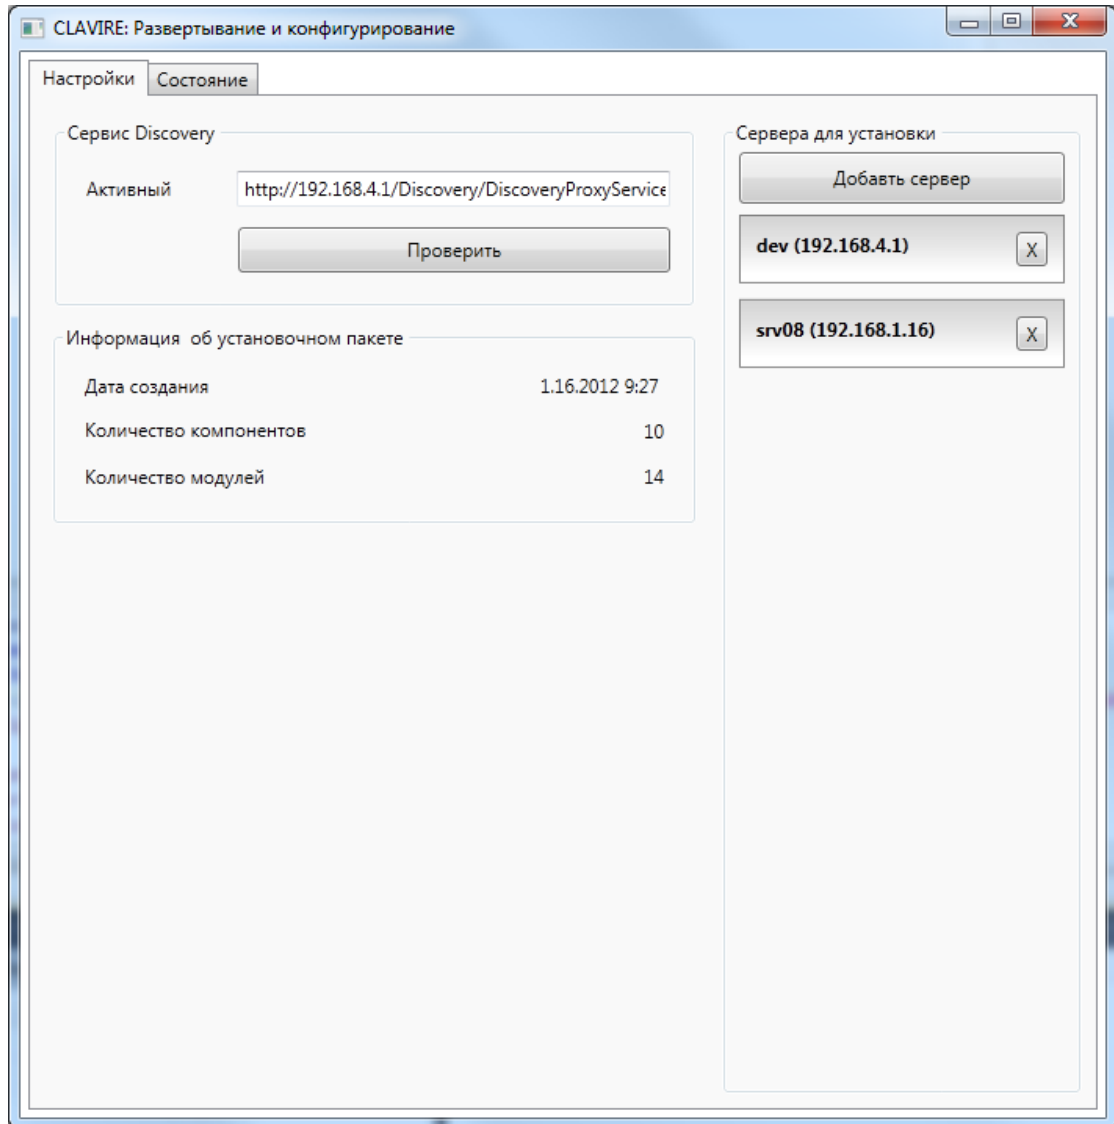 CLAVIRE: Развертывание и конфигурирование
Настройки
Состояние
Сервис Discovery
Активный
http://192.168.4.1/Discovery/DiscoveryProxyService
Проверить
Информация об установочном пакете
Дата создания 1.16.2012 9:27
Количество компонентов 10
Количество модулей 14
Сервера для установки
Добавть сервер
dev (192.168.4.1)
X
srv08 (192.168.1.16)
X